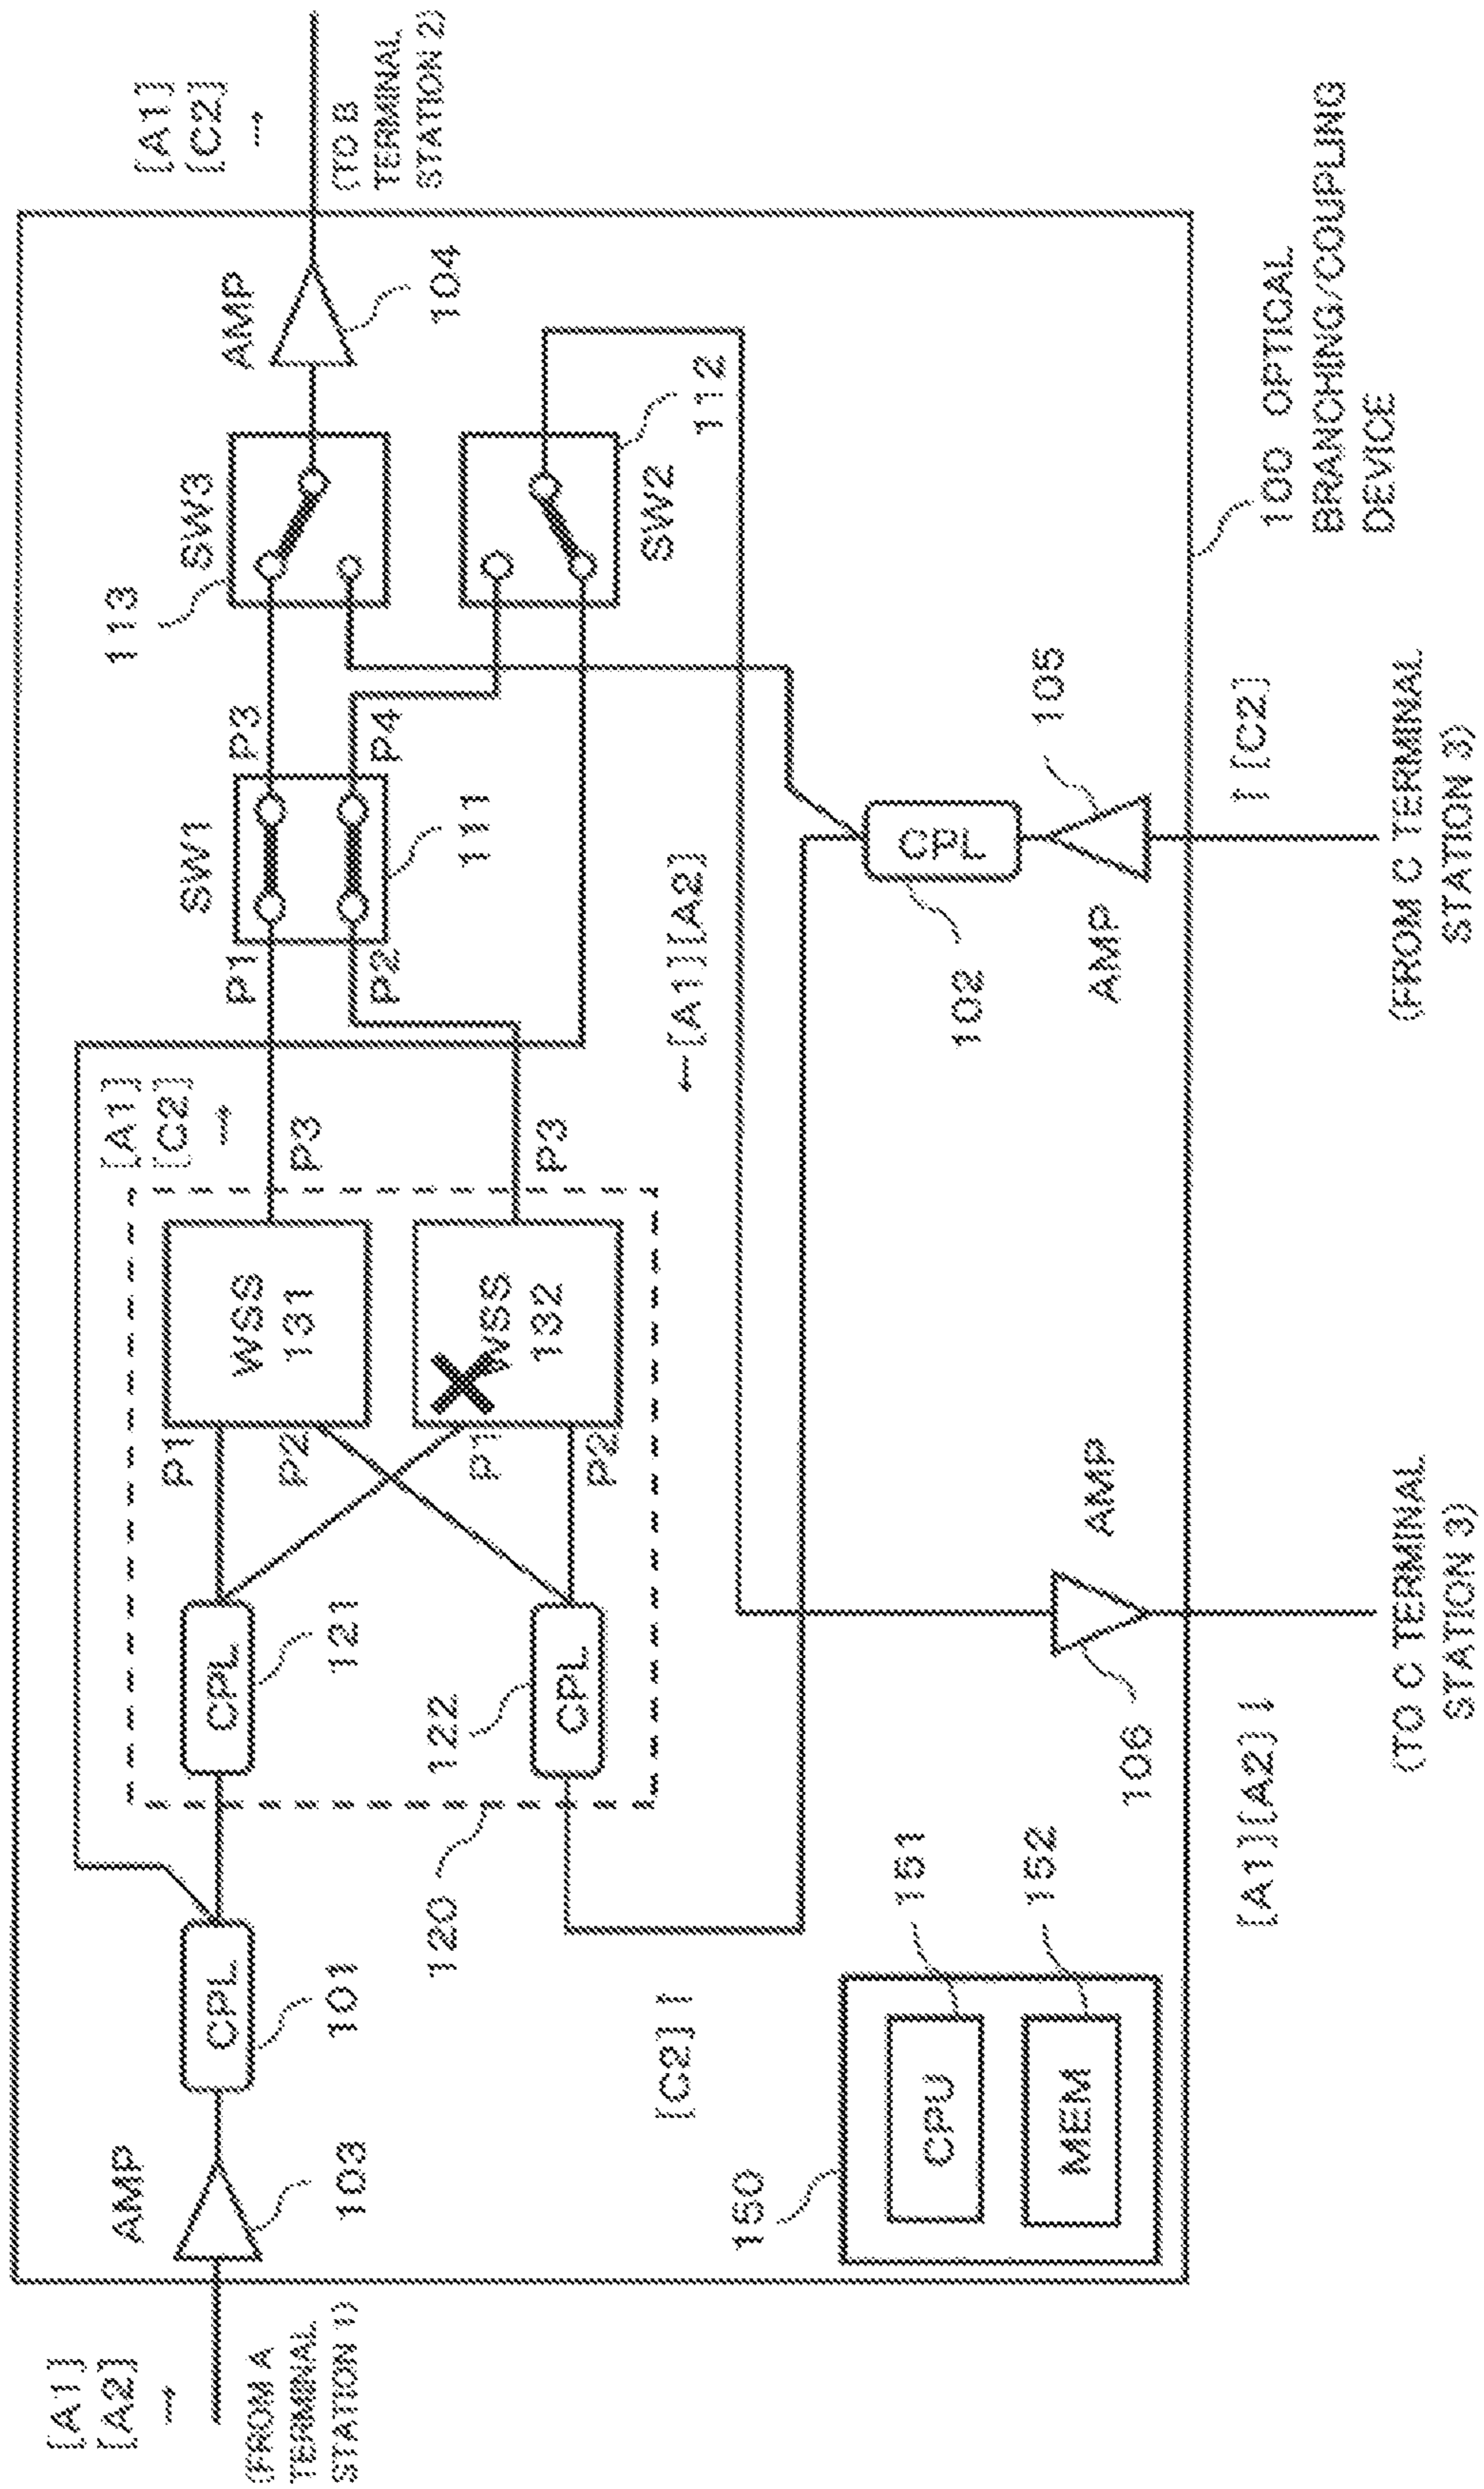 [A1]
[A2]
→
(FROM A
TERMINAL
STATION 1)
AMP
103
CPL
101
120
CPL
121
122
CPL
P1
P2
P1
P2
WSS
131
WSS
132
[A1]
[C2]
→
P3
P3
SW1
P1
P2
P3
P4
111
113
SW3
SW2
112
AMP
104
[A1]
[C2]
→
(TO B
TERMINAL
STATION 2)
←[A1][A2]
[C2]↓
150
CPU
MEM
151
152
106
AMP
[A1][A2]↓
(TO C TERMINAL
STATION 3)
102
CPL
AMP
105
↑[C2]
(FROM C TERMINAL
STATION 3)
100 OPTICAL
BRANCHING/COUPLING
DEVICE